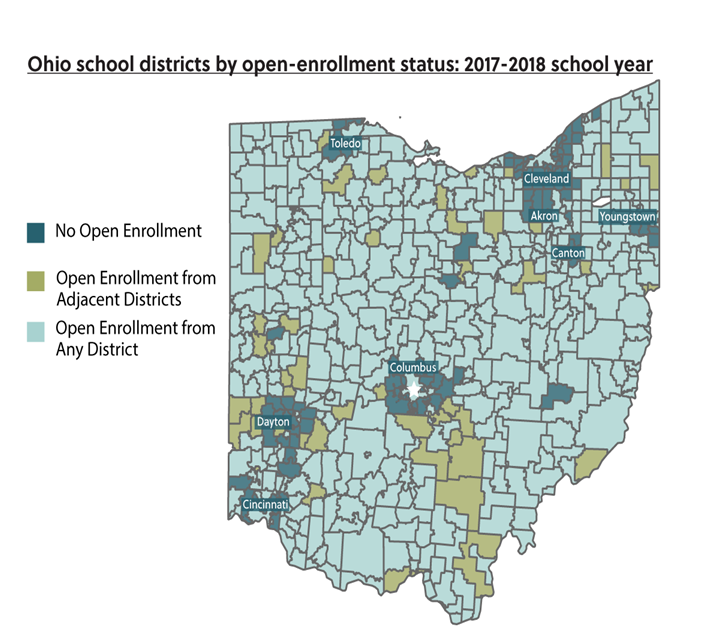 Ohio school districts by open-enrollment status: 2017-2018 school year
Toledo
Cleveland
Akron
Youngstown
No Open Enrollment
Canton
Open Enrollment from
Adjacent Districts
Open Enrollment from
Any District
Columbus
Dayton
Cincinnati